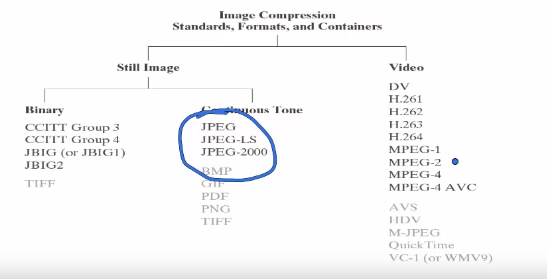 Image Compression
Standards, Formats, and Containers
Still Image
Video
Binary
CCITT Group 3
CCITT Group 4
JBIG (or JBIG1)
JBIG2
TIFF
Continuous Tone
JPEG
JPEG-LS
JPEG-2000
BMP
GIF
PDF
PNG
TIFF
DV
H.261
H.262
H.263
H.264
MPEG-1
MPEG-2
MPEG-4
MPEG-4 AVC
AVS
HDV
M-JPEG
QuickTime
VC-1 (or WMV9)